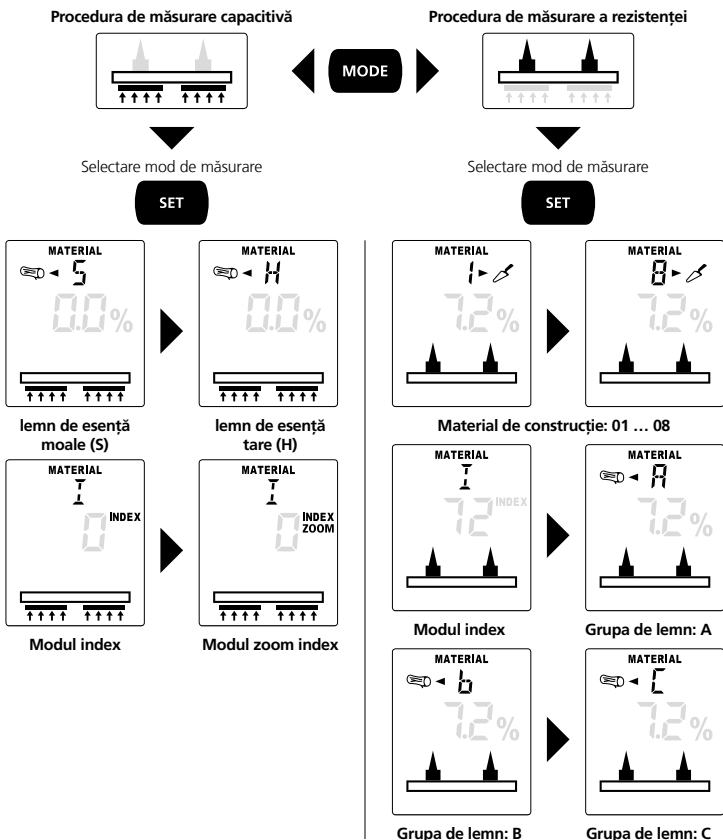 Procedura de măsurare capacitivă
Procedura de măsurare a rezistenței
MODE
Selectare mod de măsurare
Selectare mod de măsurare
SET
SET
MATERIAL
S
0.0%
MATERIAL
H
0.0%
lemn de esență
moale (S)
lemn de esență
tare (H)
MATERIAL
I
INDEX
0
MATERIAL
I
INDEX
ZOOM
0
Modul index
Modul zoom index
MATERIAL
1
7.2%
MATERIAL
8
7.2%
Material de construcție: 01 … 08
MATERIAL
I
INDEX
72
MATERIAL
A
7.2%
Modul index
Grupa de lemn: A
MATERIAL
b
7.2%
MATERIAL
C
7.2%
Grupa de lemn: B
Grupa de lemn: C